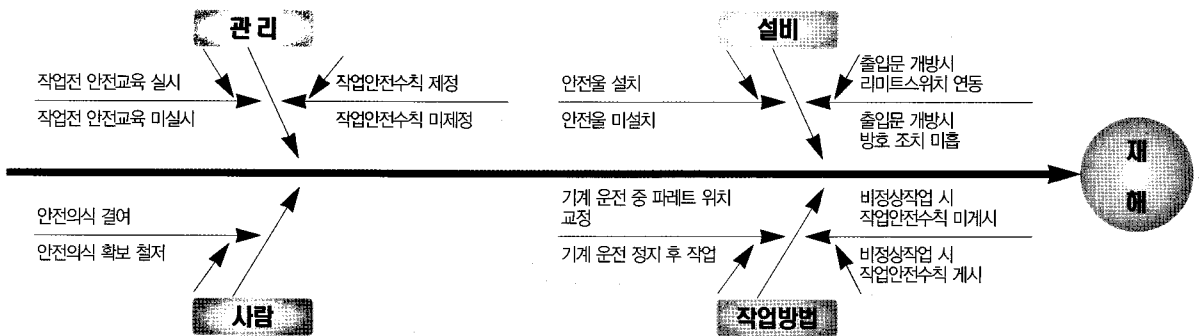 관 리
작업전 안전교육 실시
작업전 안전교육 미실시
작업안전수칙 제정
작업안전수칙 미제정
설비
안전울 설치
안전울 미설치
출입문 개방시
리미트스위치 연동
출입문 개방시
방호 조치 미흡
재
해
안전의식 결여
안전의식 확보 철저
사람
기계 운전 중 파레트 위치
교정
기계 운전 정지 후 작업
비정상작업 시
작업안전수칙 미게시
비정상작업 시
작업안전수칙 게시
작업방법